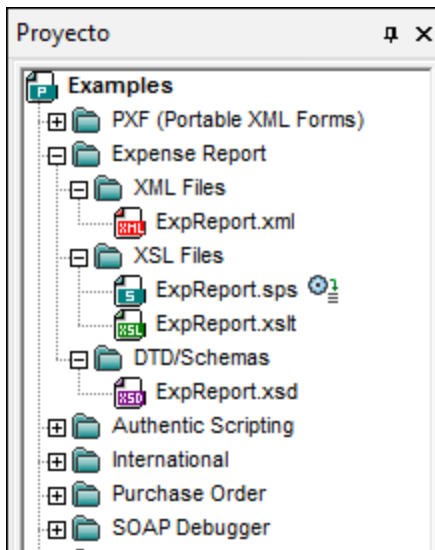 Proyecto
Examples
PXF (Portable XML Forms)
Expense Report
XML Files
ExpReport.xml
XSL Files
ExpReport.sps
ExpReport.xslt
DTD/Schemas
ExpReport.xsd
Authentic Scripting
International
Purchase Order
SOAP Debugger